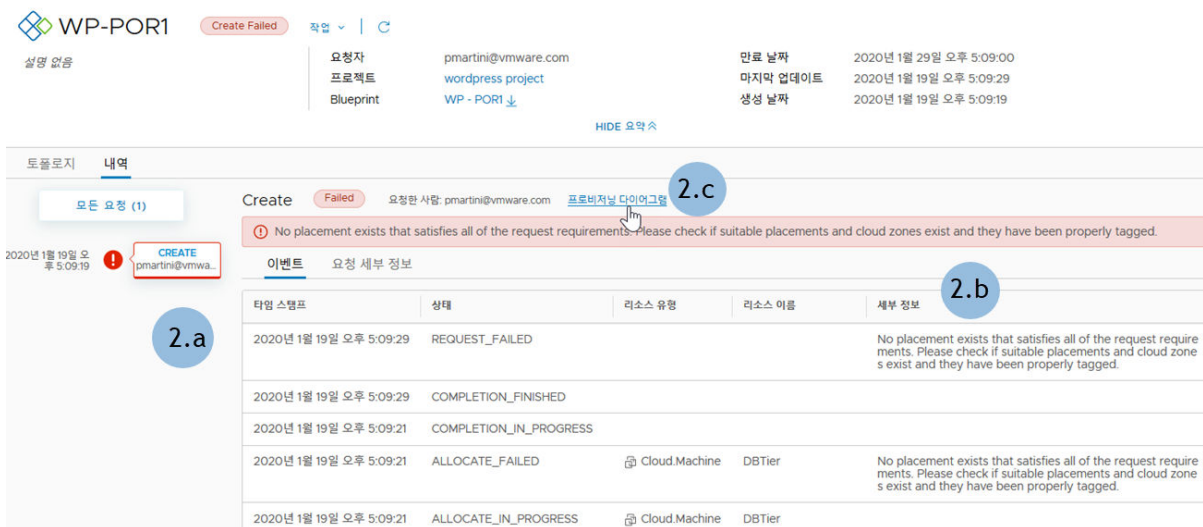 WP-POR1 Create Failed 작업
설명 없음
요청자 pmartini@vmware.com
프로젝트 wordpress project
Blueprint WP - POR1
만료 날짜 2020년 1월 29일 오후 5:09:00
마지막 업데이트 2020년 1월 19일 오후 5:09:29
생성 날짜 2020년 1월 19일 오후 5:09:19
HIDE 요약
토폴로지 내역
모든 요청 (1)
2020년 1월 19일 오
후 5:09:19
CREATE
pmartini@vmwa...
2.a
Create Failed 요청한 사람: pmartini@vmware.com 프로비저닝 다이어그램
2.c
No placement exists that satisfies all of the request requirements. Please check if suitable placements and cloud zones exist and they have been properly tagged.
이벤트 요청 세부 정보
2.b
타임 스탬프 상태 리소스 유형 리소스 이름 세부 정보
2020년 1월 19일 오후 5:09:29 REQUEST_FAILED No placement exists that satisfies all of the request require
ments. Please check if suitable placements and cloud zone
s exist and they have been properly tagged.
2020년 1월 19일 오후 5:09:29 COMPLETION_FINISHED
2020년 1월 19일 오후 5:09:21 COMPLETION_IN_PROGRESS
2020년 1월 19일 오후 5:09:21 ALLOCATE_FAILED Cloud.Machine DBTier No placement exists that satisfies all of the request require
ments. Please check if suitable placements and cloud zone
s exist and they have been properly tagged.
2020년 1월 19일 오후 5:09:21 ALLOCATE_IN_PROGRESS Cloud.Machine DBTier